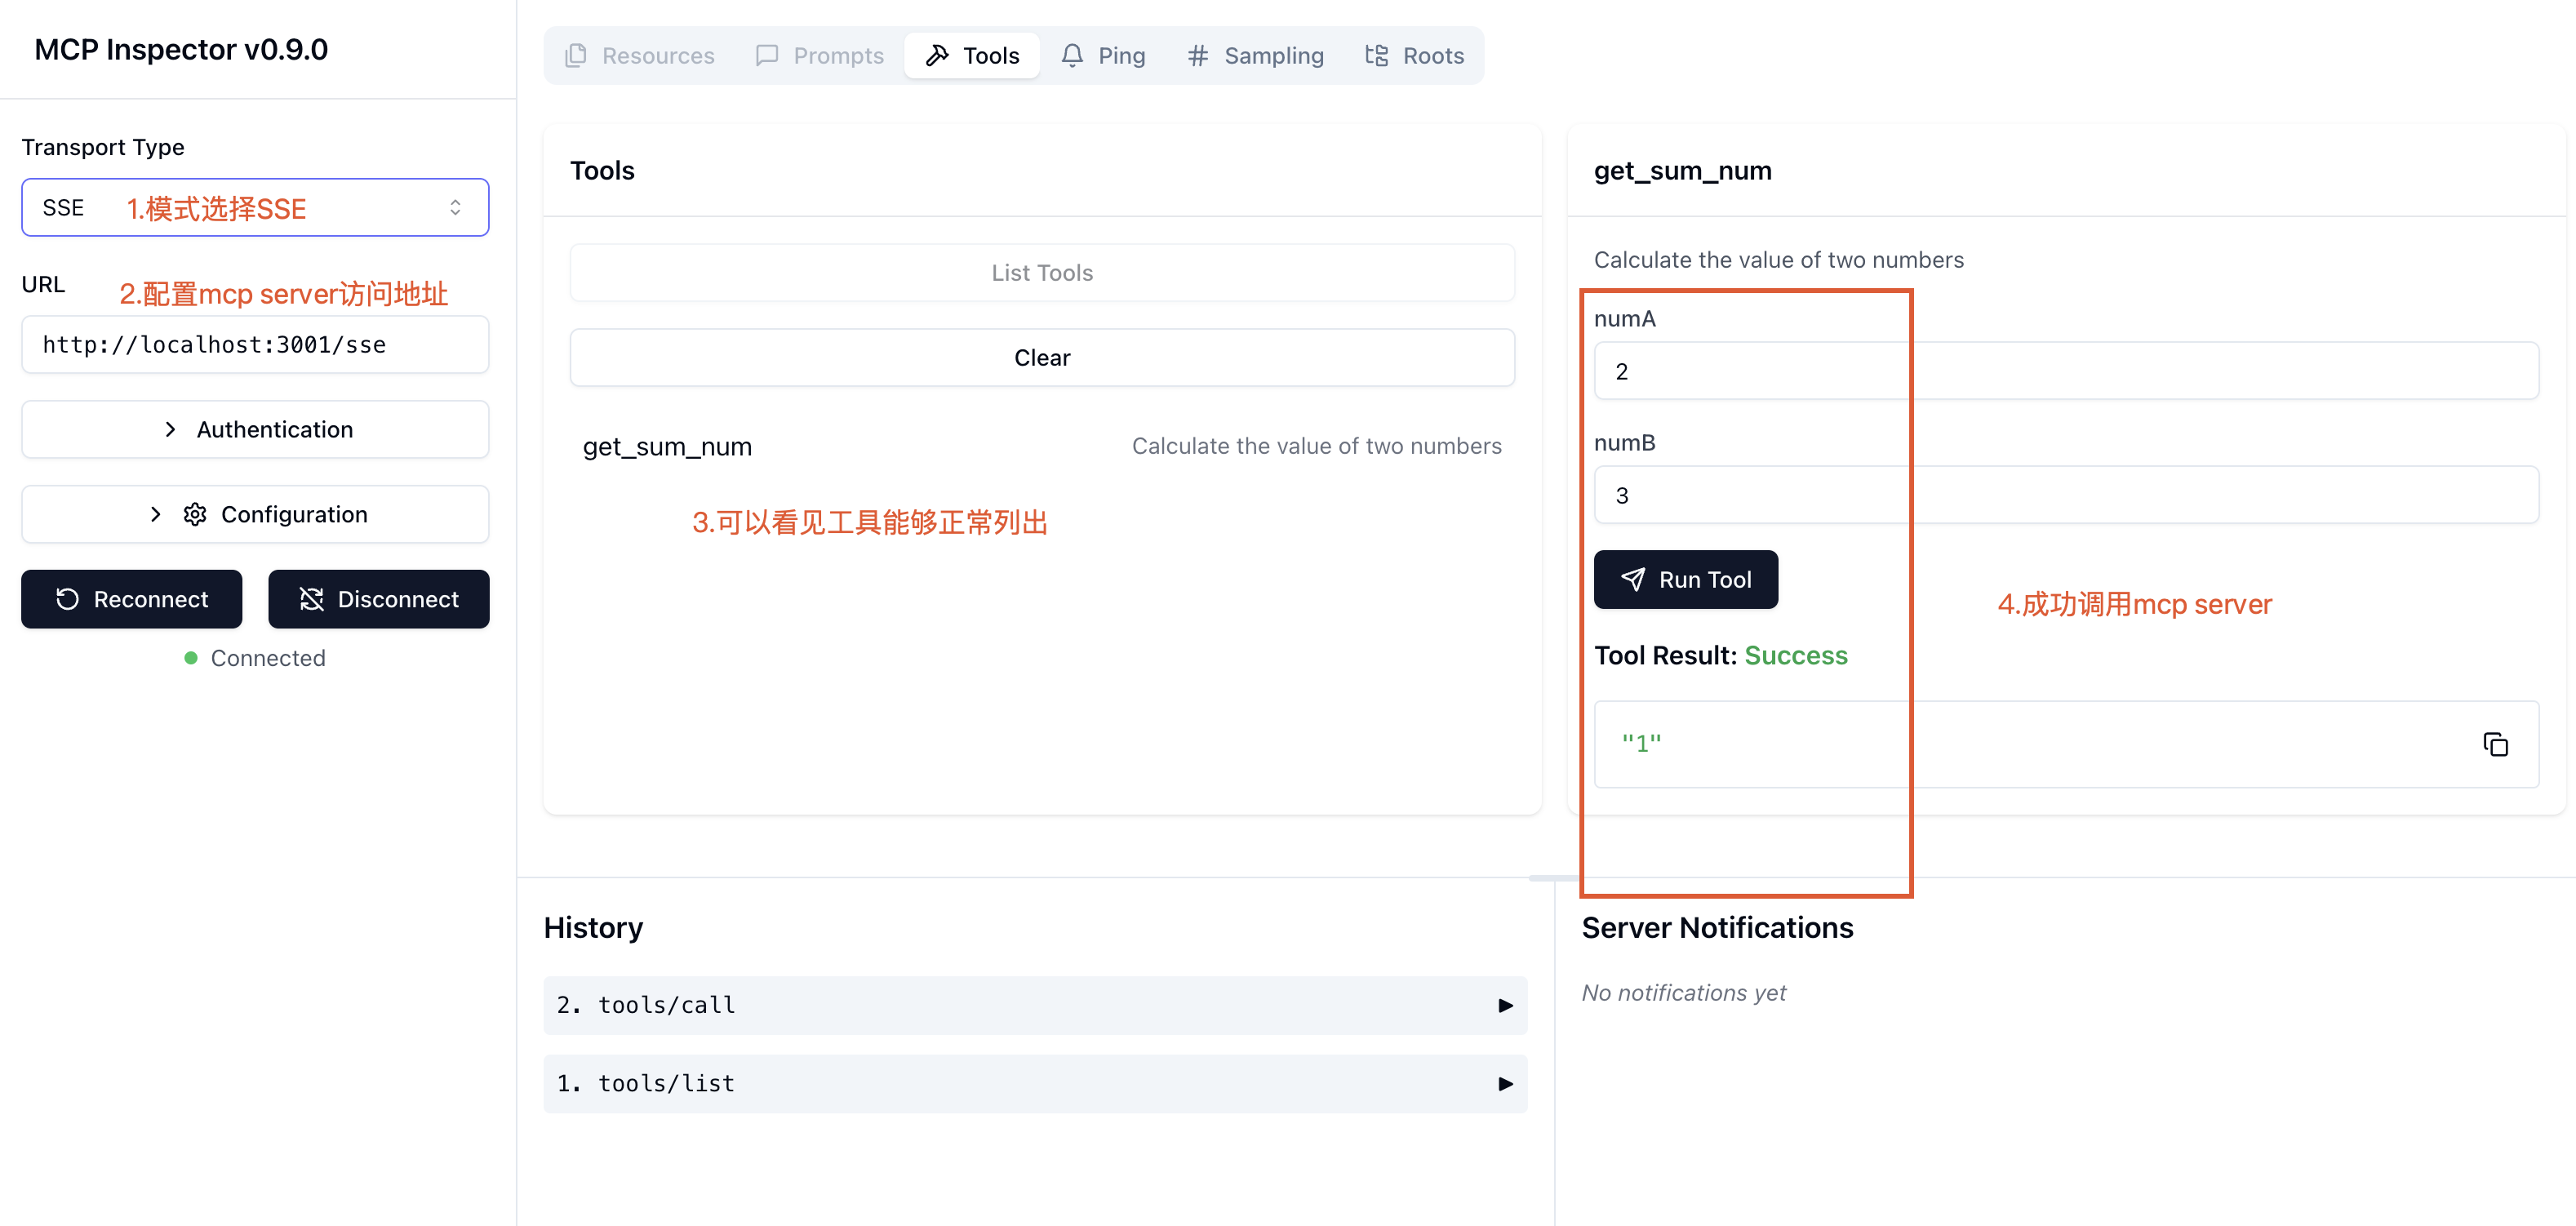 MCP Inspector v0.9.0
Transport Type
SSE 1.模式选择SSE
URL 2.配置mcp server访问地址
http://localhost:3001/sse
Authentication
Configuration
Reconnect Disconnect
Connected
Resources Prompts Tools Ping Sampling Roots
Tools
List Tools
Clear
get_sum_num Calculate the value of two numbers
3.可以看见工具能够正常列出
get_sum_num
Calculate the value of two numbers
numA
2
numB
3
Run Tool
4.成功调用mcp server
Tool Result: Success
"1"
History
2. tools/call
1. tools/list
Server Notifications
No notifications yet